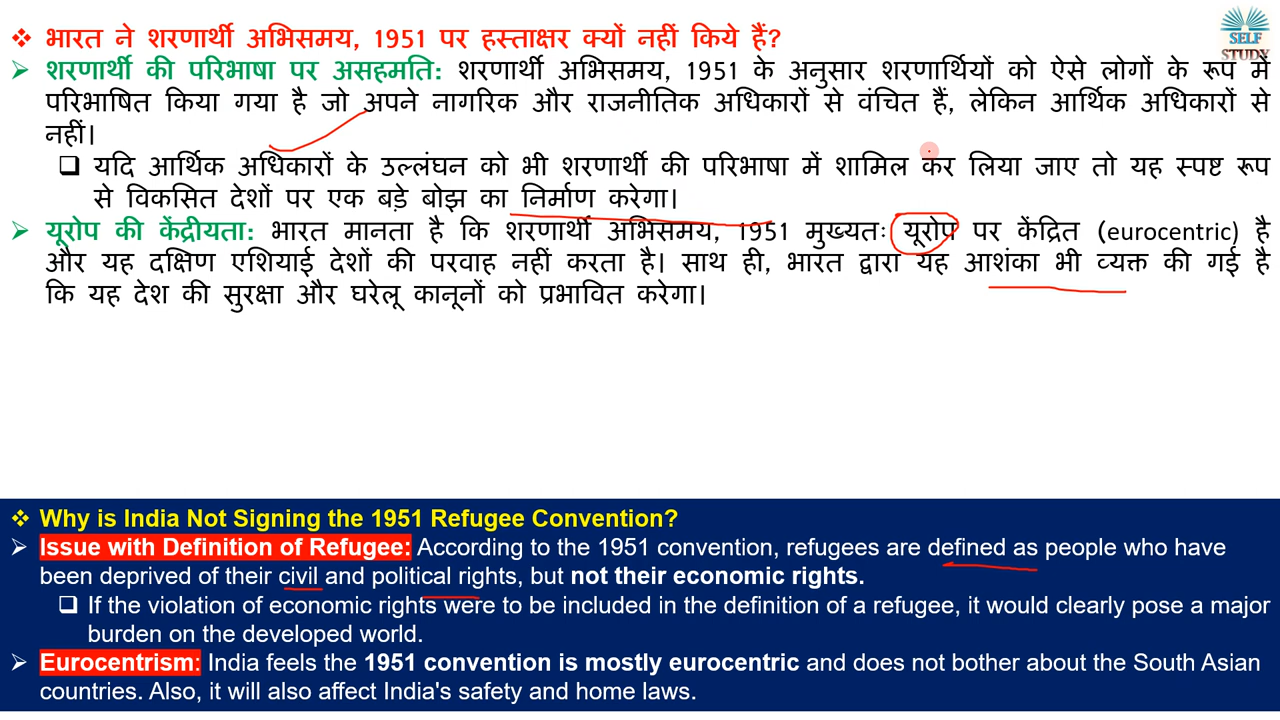 ❖ भारत ने शरणार्थी अभिसमय, 1951 पर हस्ताक्षर क्यों नहीं किये हैं?
SELF
STUDY
➢ शरणार्थी की परिभाषा पर असहमति: शरणार्थी अभिसमय, 1951 के अनुसार शरणार्थियों को ऐसे लोगों के रूप में
परिभाषित किया गया है जो अपने नागरिक और राजनीतिक अधिकारों से वंचित हैं, लेकिन आर्थिक अधिकारों से
नहीं।
❑ यदि आर्थिक अधिकारों के उल्लंघन को भी शरणार्थी की परिभाषा में शामिल कर लिया जाए तो यह स्पष्ट रूप
से विकसित देशों पर एक बड़े बोझ का निर्माण करेगा।
➢ यूरोप की केंद्रीयता: भारत मानता है कि शरणार्थी अभिसमय, 1951 मुख्यतः यूरोप पर केंद्रित (eurocentric) है
और यह दक्षिण एशियाई देशों की परवाह नहीं करता है। साथ ही, भारत द्वारा यह आशंका भी व्यक्त की गई है
कि यह देश की सुरक्षा और घरेलू कानूनों को प्रभावित करेगा।
❖ Why is India Not Signing the 1951 Refugee Convention?
➢ Issue with Definition of Refugee: According to the 1951 convention, refugees are defined as people who have
been deprived of their civil and political rights, but not their economic rights.
❑ If the violation of economic rights were to be included in the definition of a refugee, it would clearly pose a major
burden on the developed world.
➢ Eurocentrism: India feels the 1951 convention is mostly eurocentric and does not bother about the South Asian
countries. Also, it will also affect India's safety and home laws.